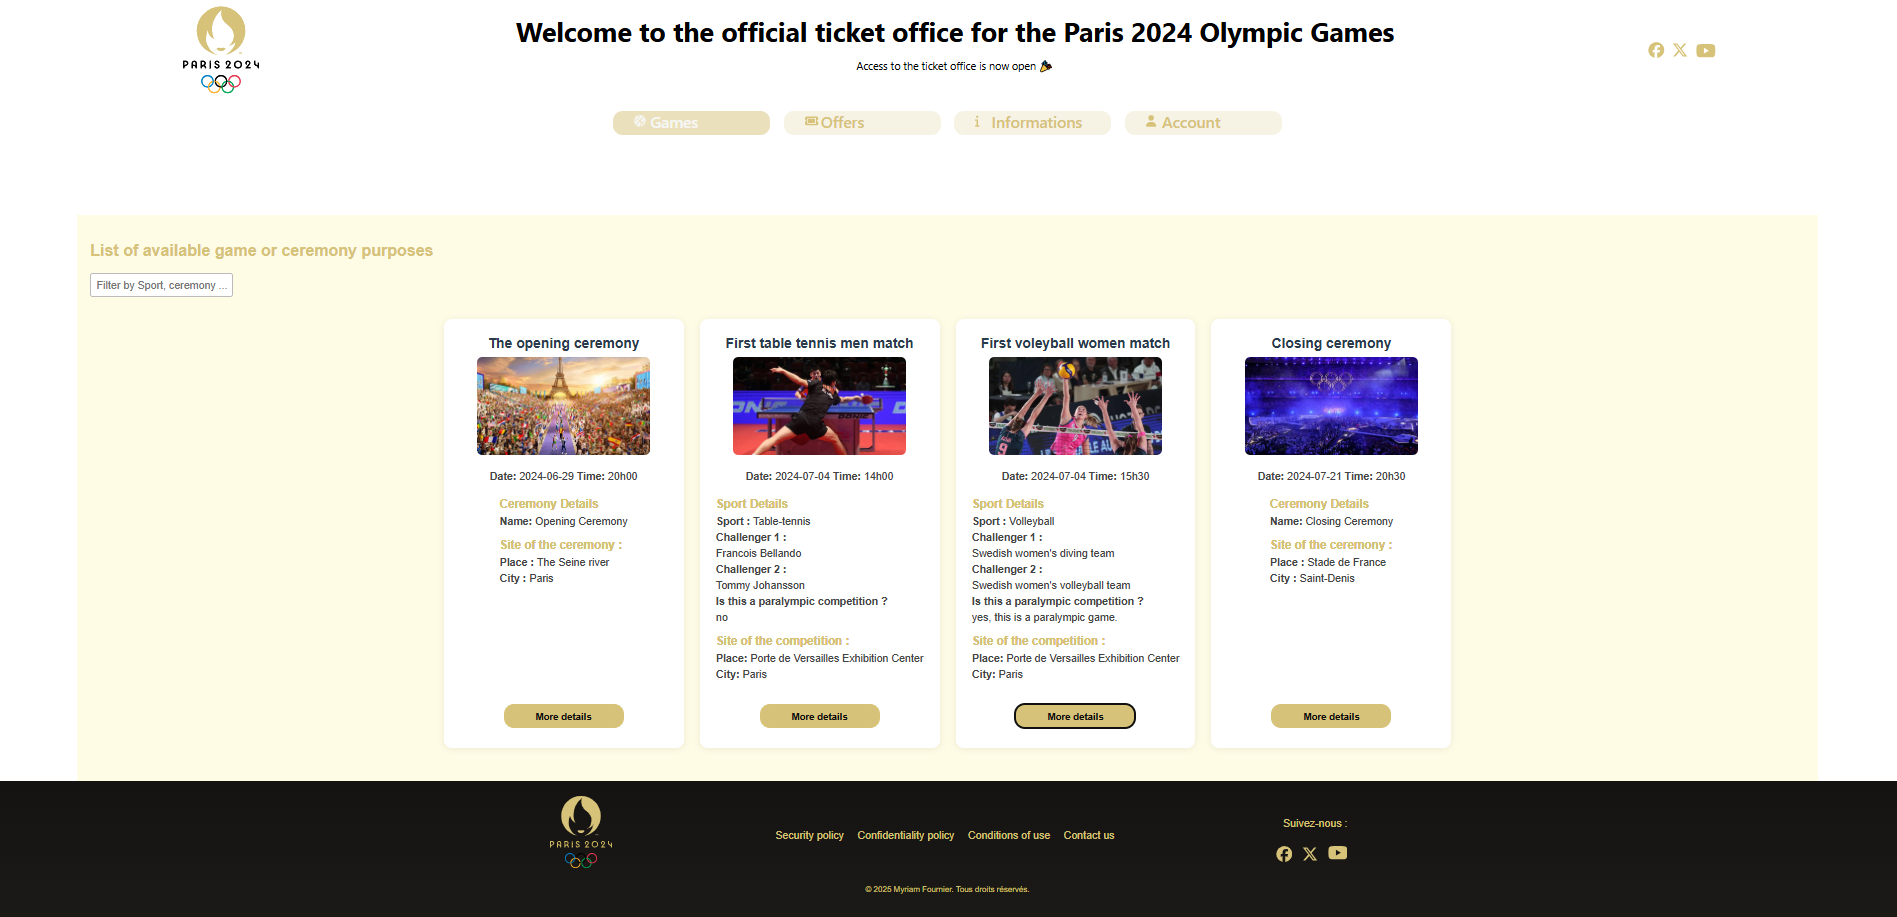 PARIS 2024
Welcome to the official ticket office for the Paris 2024 Olympic Games
Access to the ticket office is now open 🎉
Games
Offers
Informations
Account
List of available game or ceremony purposes
Filter by Sport, ceremony ...
The opening ceremony
Date: 2024-06-29 Time: 20h00
Ceremony Details
Name: Opening Ceremony
Site of the ceremony :
Place : The Seine river
City : Paris
More details
First table tennis men match
DONIC
Date: 2024-07-04 Time: 14h00
Sport Details
Sport : Table-tennis
Challenger 1 :
Francois Bellando
Challenger 2 :
Tommy Johansson
Is this a paralympic competition ?
no
Site of the competition :
Place: Porte de Versailles Exhibition Center
City: Paris
More details
First voleyball women match
Date: 2024-07-04 Time: 15h30
Sport Details
Sport : Volleyball
Challenger 1 :
Swedish women's diving team
Challenger 2 :
Swedish women's volleyball team
Is this a paralympic competition ?
yes, this is a paralympic game.
Site of the competition :
Place: Porte de Versailles Exhibition Center
City: Paris
More details
Closing ceremony
Date: 2024-07-21 Time: 20h30
Ceremony Details
Name: Closing Ceremony
Site of the ceremony :
Place : Stade de France
City : Saint-Denis
More details
PARIS 2024
Security policy
Confidentiality policy
Conditions of use
Contact us
Suivez-nous :
© 2025 Myriam Fournier. Tous droits réservés.